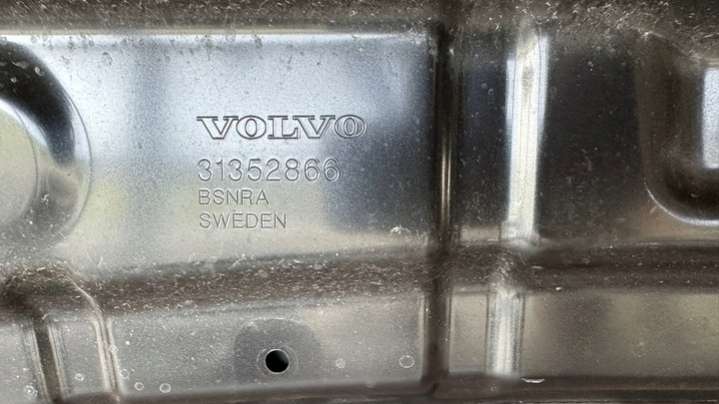 VOLVO
31352866
BSNRA
SWEDEN